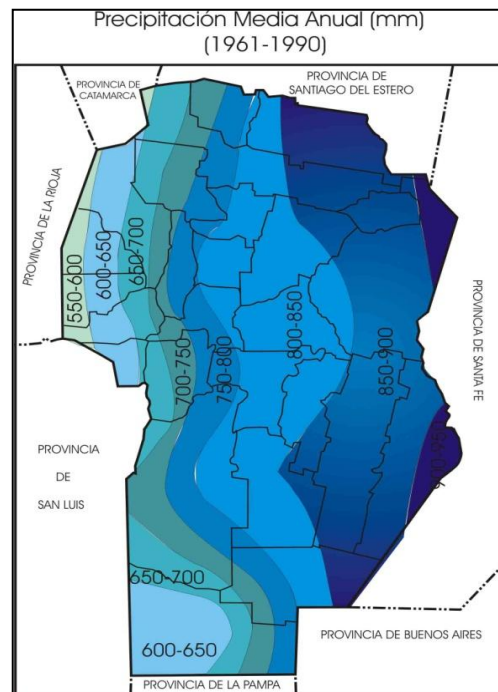 Precipitación Media Anual (mm)
(1961-1990)
PROVINCIA DE
CATAMARCA
PROVINCIA DE
SANTIAGO DEL ESTERO
PROVINCIA DE LA RIOJA
550-600
600-650
650-700
700-750
750-800
800-850
850-900
900-950
PROVINCIA DE SANTA FE
PROVINCIA
DE
SAN LUIS
650-700
600-650
PROVINCIA DE BUENOS AIRES
PROVINCIA DE LA PAMPA